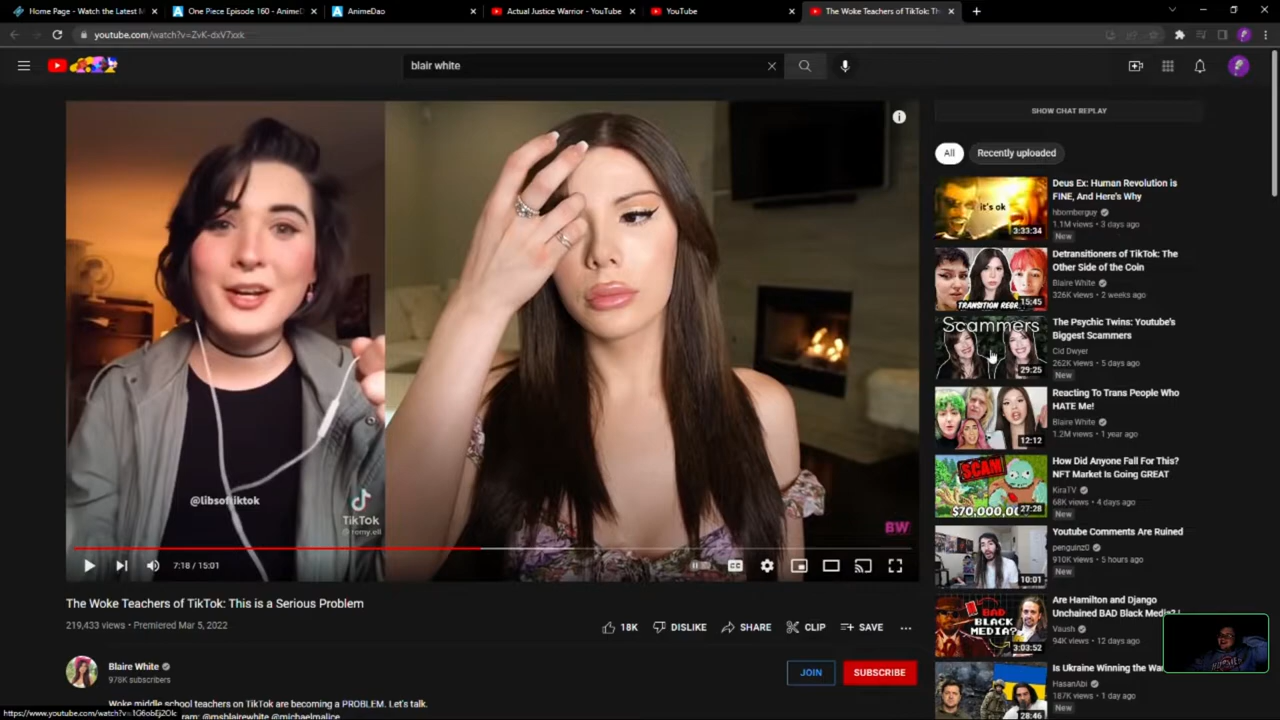 Home Page - Watch the Latest M
One Piece Episode 160 - AnimeD
AnimeDao
Actual Justice Warrior - YouTube
YouTube
The Woke Teachers of TikTok: Th
youtube.com/watch?v=ZvK-dxV7xxk
blair white
SHOW CHAT REPLAY
All
Recently uploaded
it's ok
3:33:34
Deus Ex: Human Revolution is
FINE, And Here's Why
hbomberguy
1.1M views • 3 days ago
New
TRANSITION REGR
15:45
Detransitioners of TikTok: The
Other Side of the Coin
Blaire White
326K views • 2 weeks ago
Scammers
29:25
The Psychic Twins: Youtube's
Biggest Scammers
Cid Dwyer
262K views • 5 days ago
New
12:12
Reacting To Trans People Who
HATE Me!
Blaire White
1.2M views • 1 year ago
SCAM
$70,000,0
27:28
How Did Anyone Fall For This?
NFT Market Is Going GREAT
KiraTV
68K views • 4 days ago
New
10:01
Youtube Comments Are Ruined
penguinz0
910K views • 5 hours ago
New
BAD
BLACK
MEDIA?
3:03:52
Are Hamilton and Django
Unchained BAD Black Media?
Vaush
94K views • 12 days ago
28:46
Is Ukraine Winning the Wa
HasanAbi
187K views • 1 day ago
New
@libsoftiktok
TikTok
BW
7:18 / 15:01
The Woke Teachers of TikTok: This is a Serious Problem
219,433 views • Premiered Mar 5, 2022
18K
DISLIKE
SHARE
CLIP
SAVE
Blaire White
978K subscribers
JOIN
SUBSCRIBE
Woke middle school teachers on TikTok are becoming a PROBLEM. Let's talk.
ram: @msblairewhite @michaelmalice